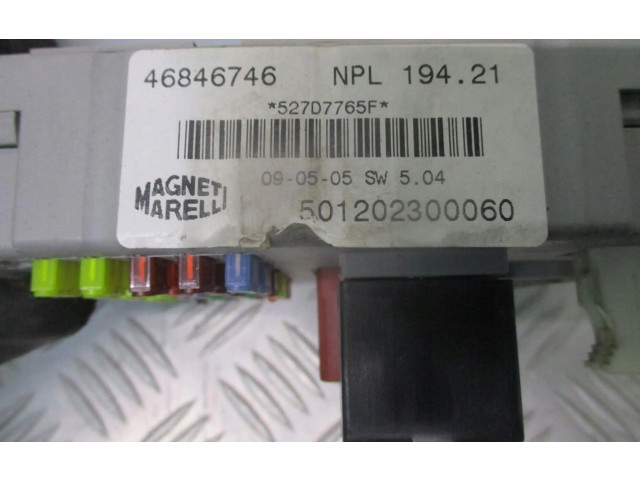 46846746 NPL 194.21
*527D7765F*
09-05-05 SW 5.04
MAGNETI
MARELLI
501202300060